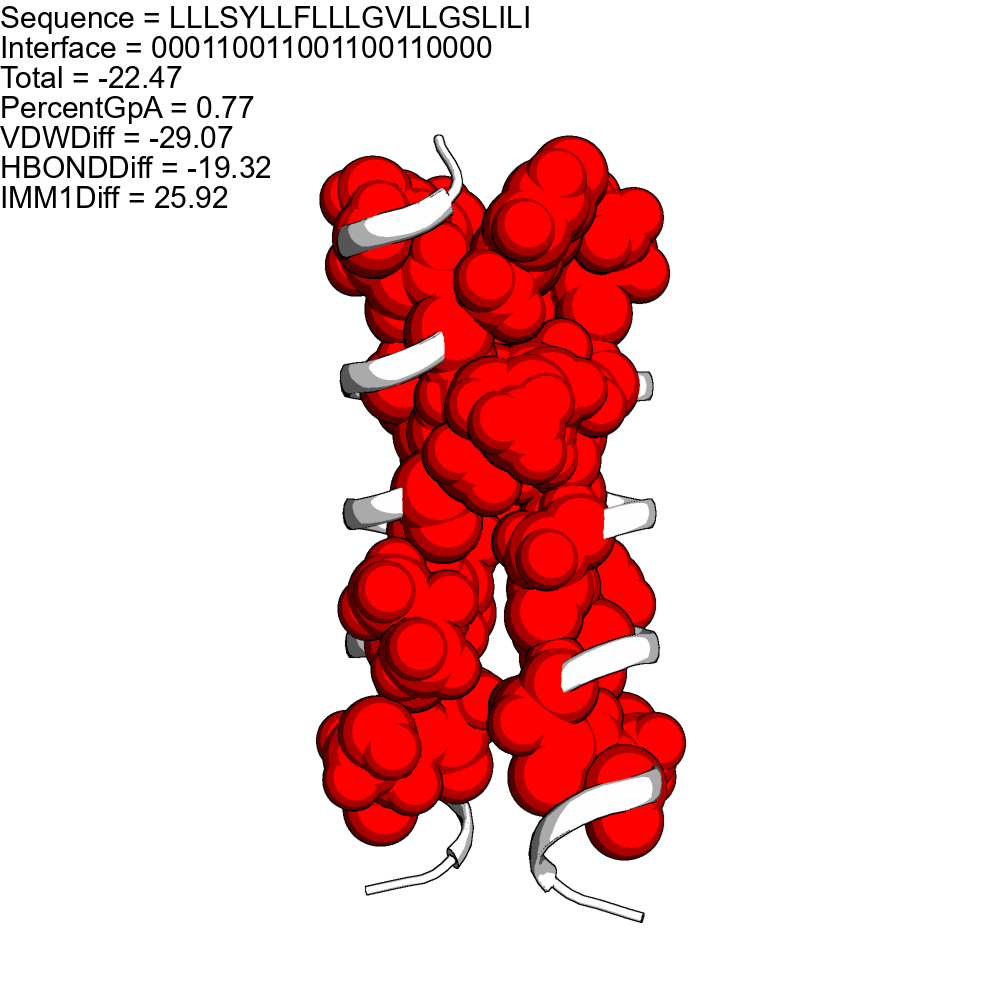 Sequence = LLLSYLLFLLLGVLLGSLILI
Interface = 000110011001100110000
Total = -22.47
PercentGpA = 0.77
VDWDiff = -29.07
HBONDDiff = -19.32
IMM1Diff = 25.92